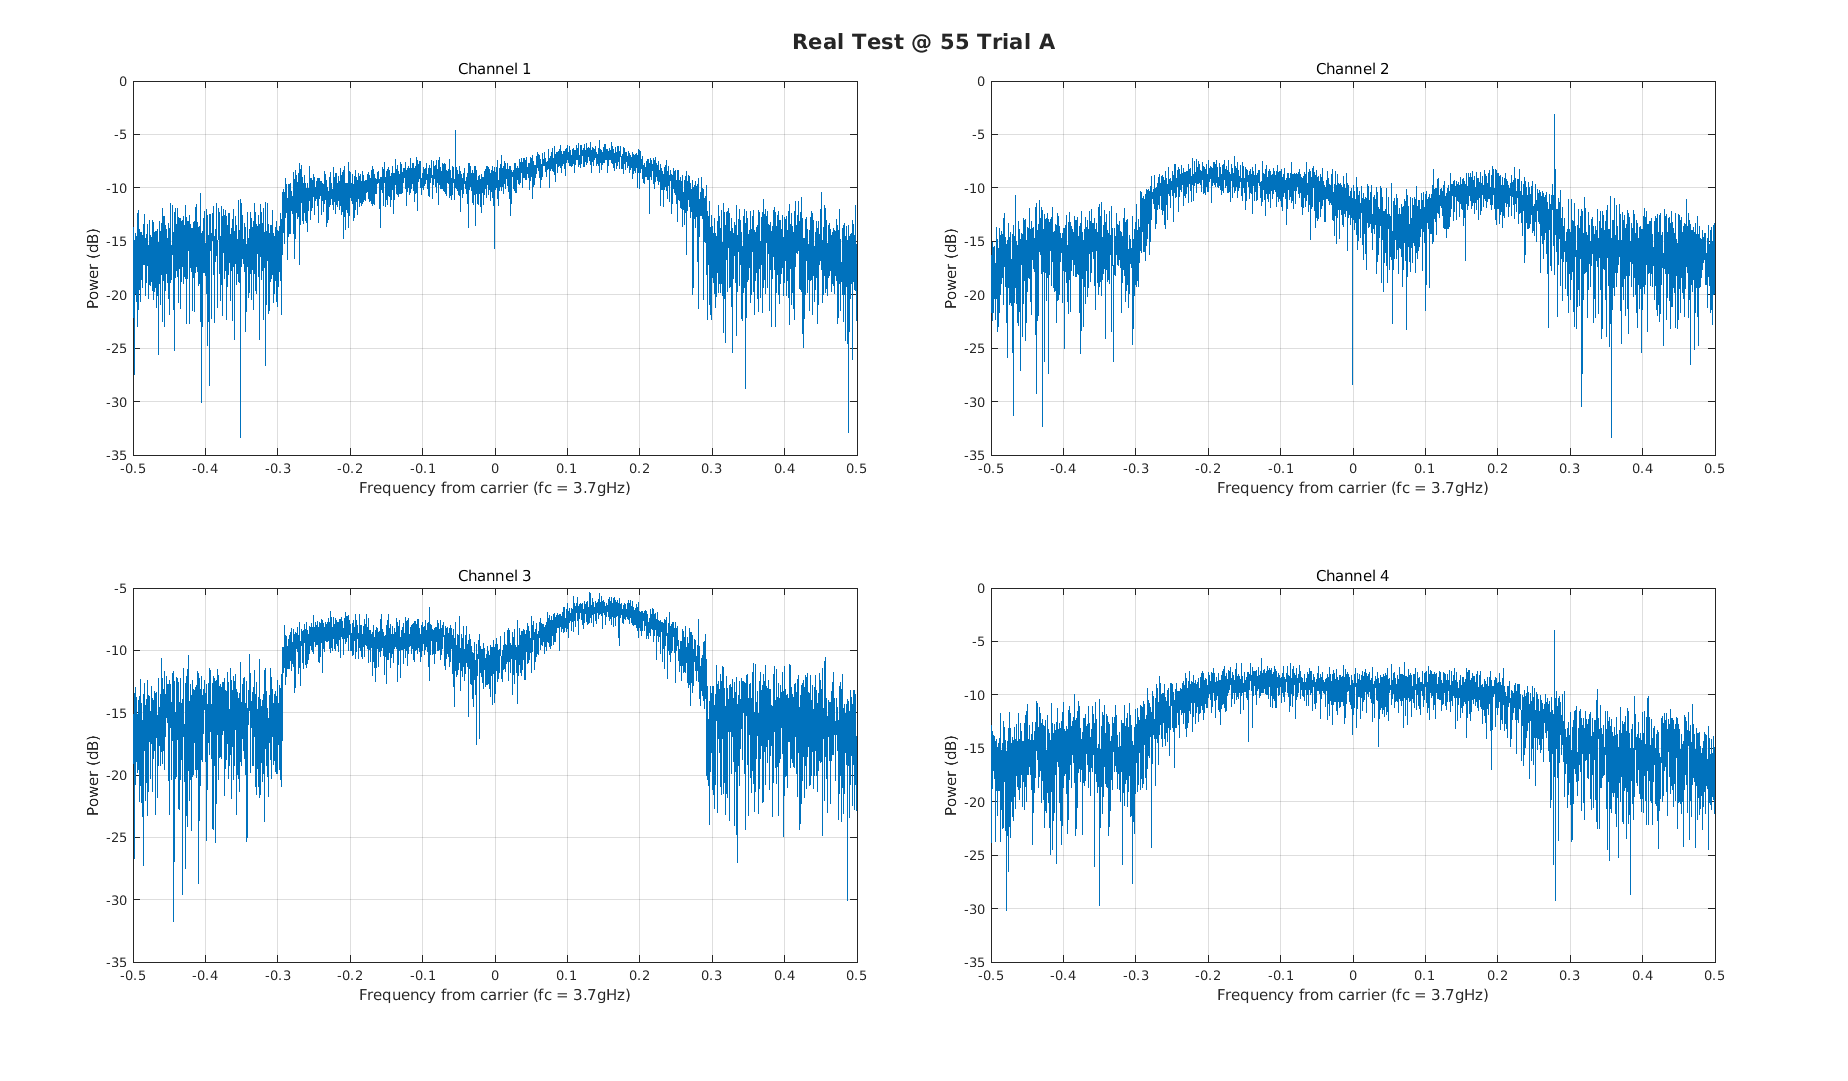 Real Test @ 55 Trial A
Channel 1
0
-5
-10
-15
-20
-25
-30
-35
Power (dB)
-0.5 -0.4 -0.3 -0.2 -0.1 0 0.1 0.2 0.3 0.4 0.5
Frequency from carrier (fc = 3.7gHz)
Channel 2
0
-5
-10
-15
-20
-25
-30
-35
Power (dB)
-0.5 -0.4 -0.3 -0.2 -0.1 0 0.1 0.2 0.3 0.4 0.5
Frequency from carrier (fc = 3.7gHz)
Channel 3
-5
-10
-15
-20
-25
-30
-35
Power (dB)
-0.5 -0.4 -0.3 -0.2 -0.1 0 0.1 0.2 0.3 0.4 0.5
Frequency from carrier (fc = 3.7gHz)
Channel 4
0
-5
-10
-15
-20
-25
-30
-35
Power (dB)
-0.5 -0.4 -0.3 -0.2 -0.1 0 0.1 0.2 0.3 0.4 0.5
Frequency from carrier (fc = 3.7gHz)